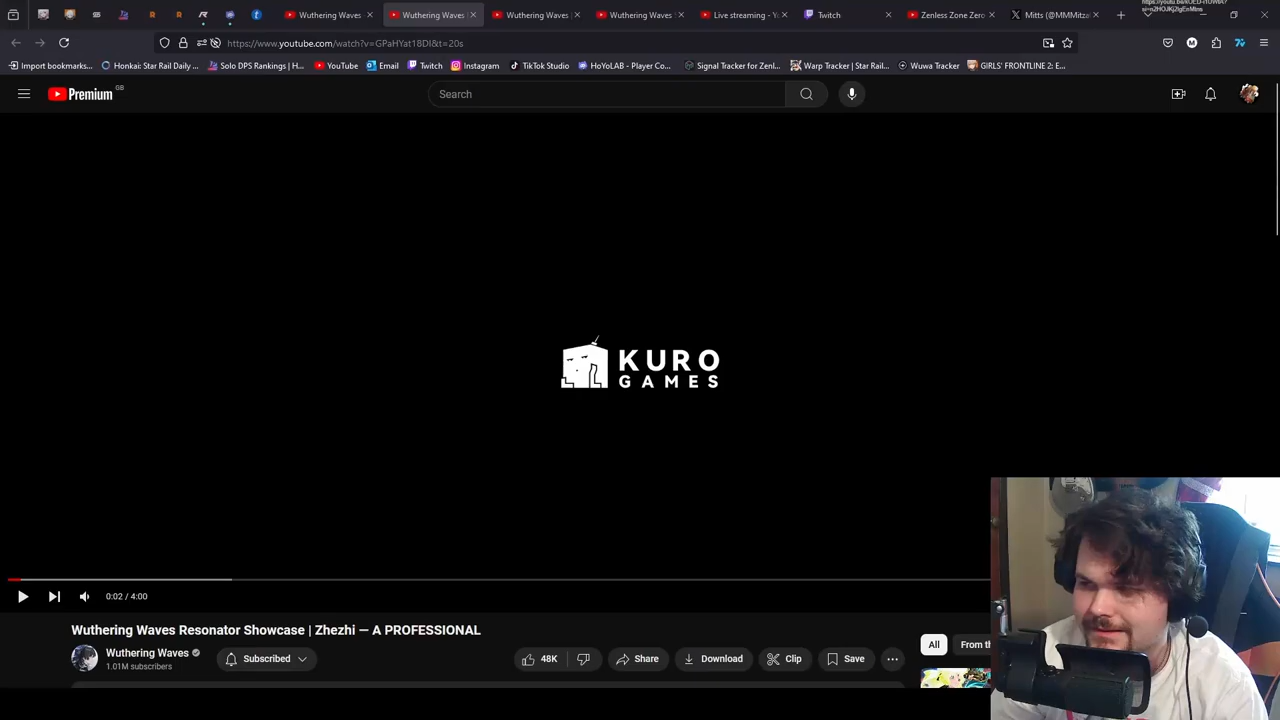 Wuthering Waves
Wuthering Waves
Wuthering Waves |
Wuthering Waves
Live streaming - Yo
Twitch
Zenless Zone Zero
Mitts (@MMMitza
https://www.youtube.com/watch?v=GPaHYat18DI&t=20s
Import bookmarks...
Honkai: Star Rail Daily ...
Solo DPS Rankings | H...
YouTube
Email
Twitch
Instagram
TikTok Studio
HoYoLAB - Player Co...
Signal Tracker for Zenl...
Warp Tracker | Star Rail...
Wuwa Tracker
GIRLS' FRONTLINE 2: E...
Premium GB
Search
KURO
GAMES
0:02 / 4:00
Wuthering Waves Resonator Showcase | Zhezhi — A PROFESSIONAL
Wuthering Waves
1.01M subscribers
Subscribed
48K
Share
Download
Clip
Save
All
From th